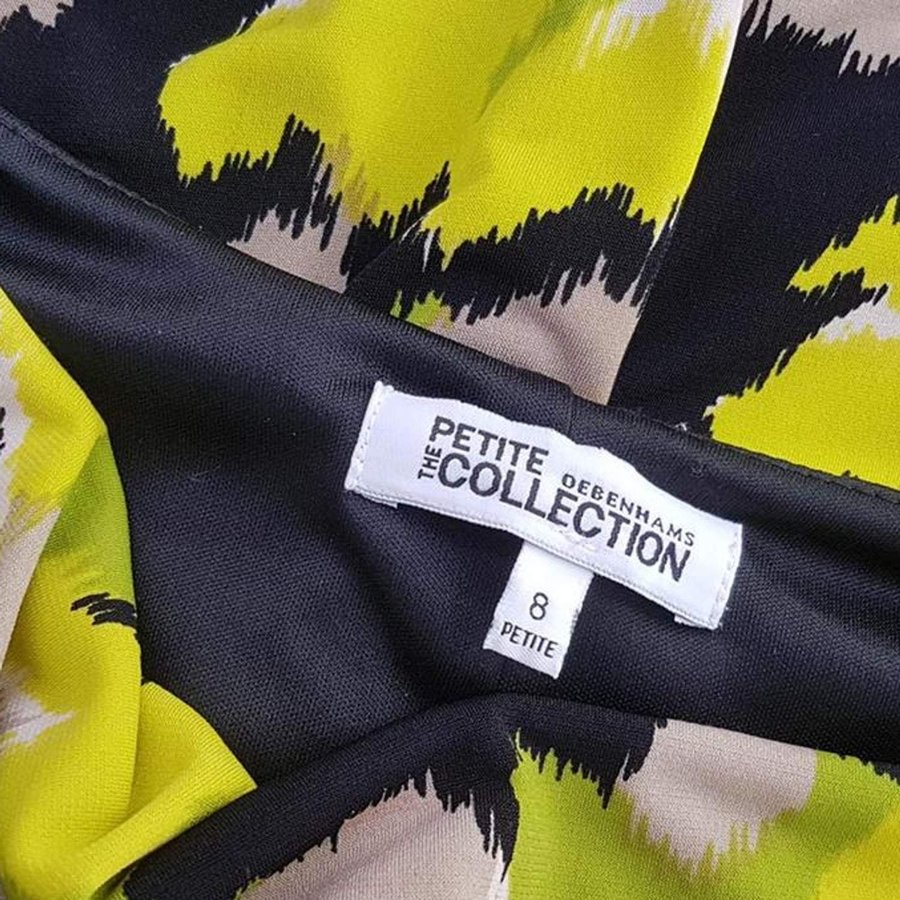 PETITE
THE COLLECTION
DEBENHAMS
8
PETITE